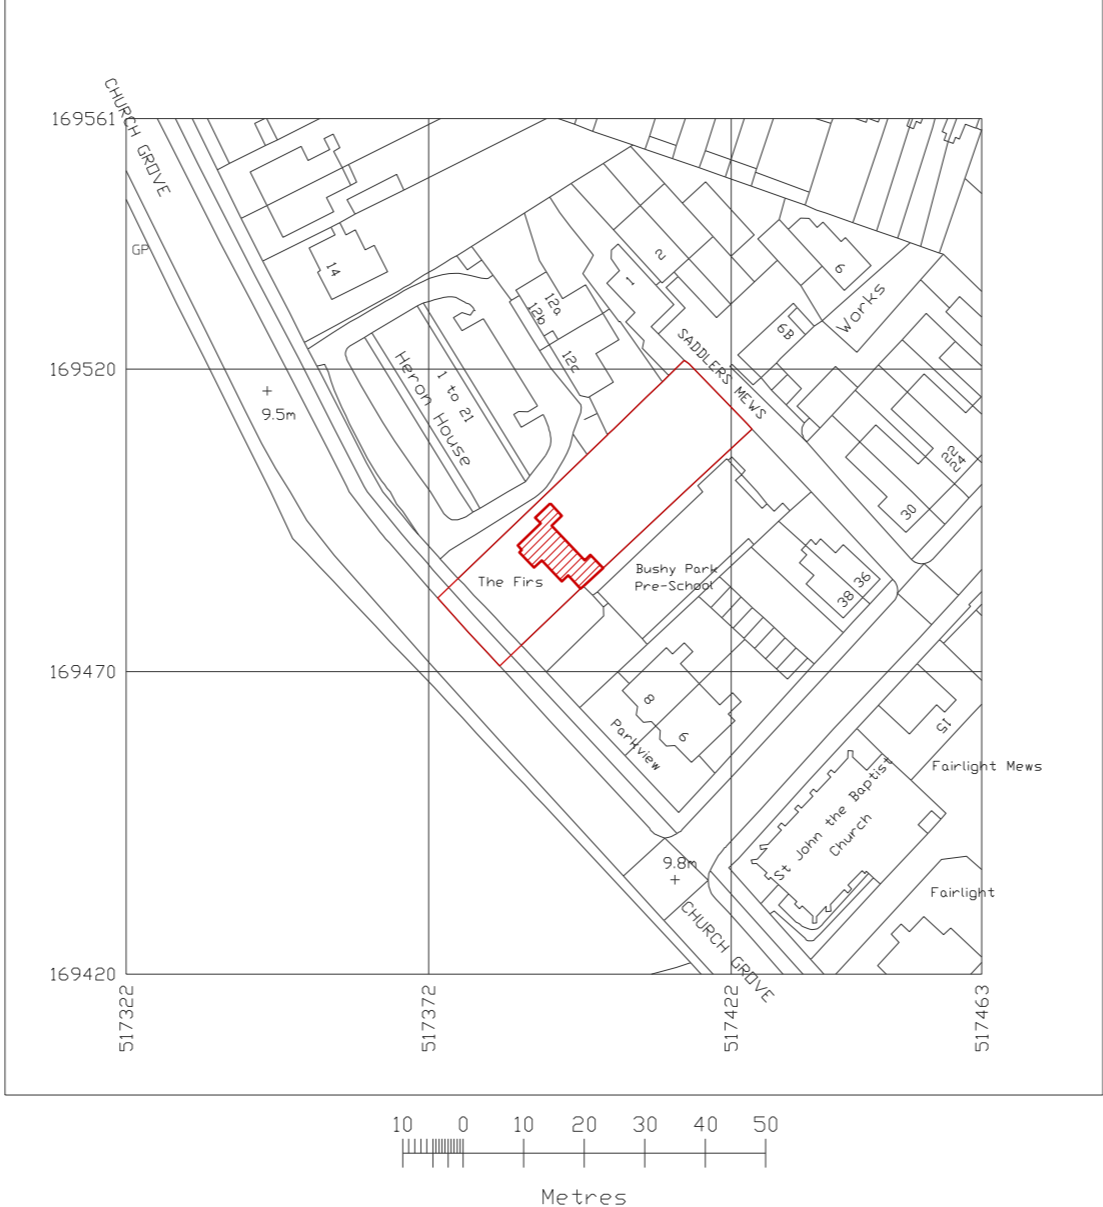 169561
CHURCH GROVE
GP
14
2
6
1
12a
12b
12c
Works
6B
SADDLERS MEWS
169520
9.5m
1 to 21
Heron House
22
24
30
The Firs
Bushy Park
Pre-School
36
38
169470
8
6
Parkview
15
Fairlight Mews
St John the Baptist
Church
9.8m
Fairlight
CHURCH GROVE
169420
517322
517372
517422
517463
10 0 10 20 30 40 50
Metres